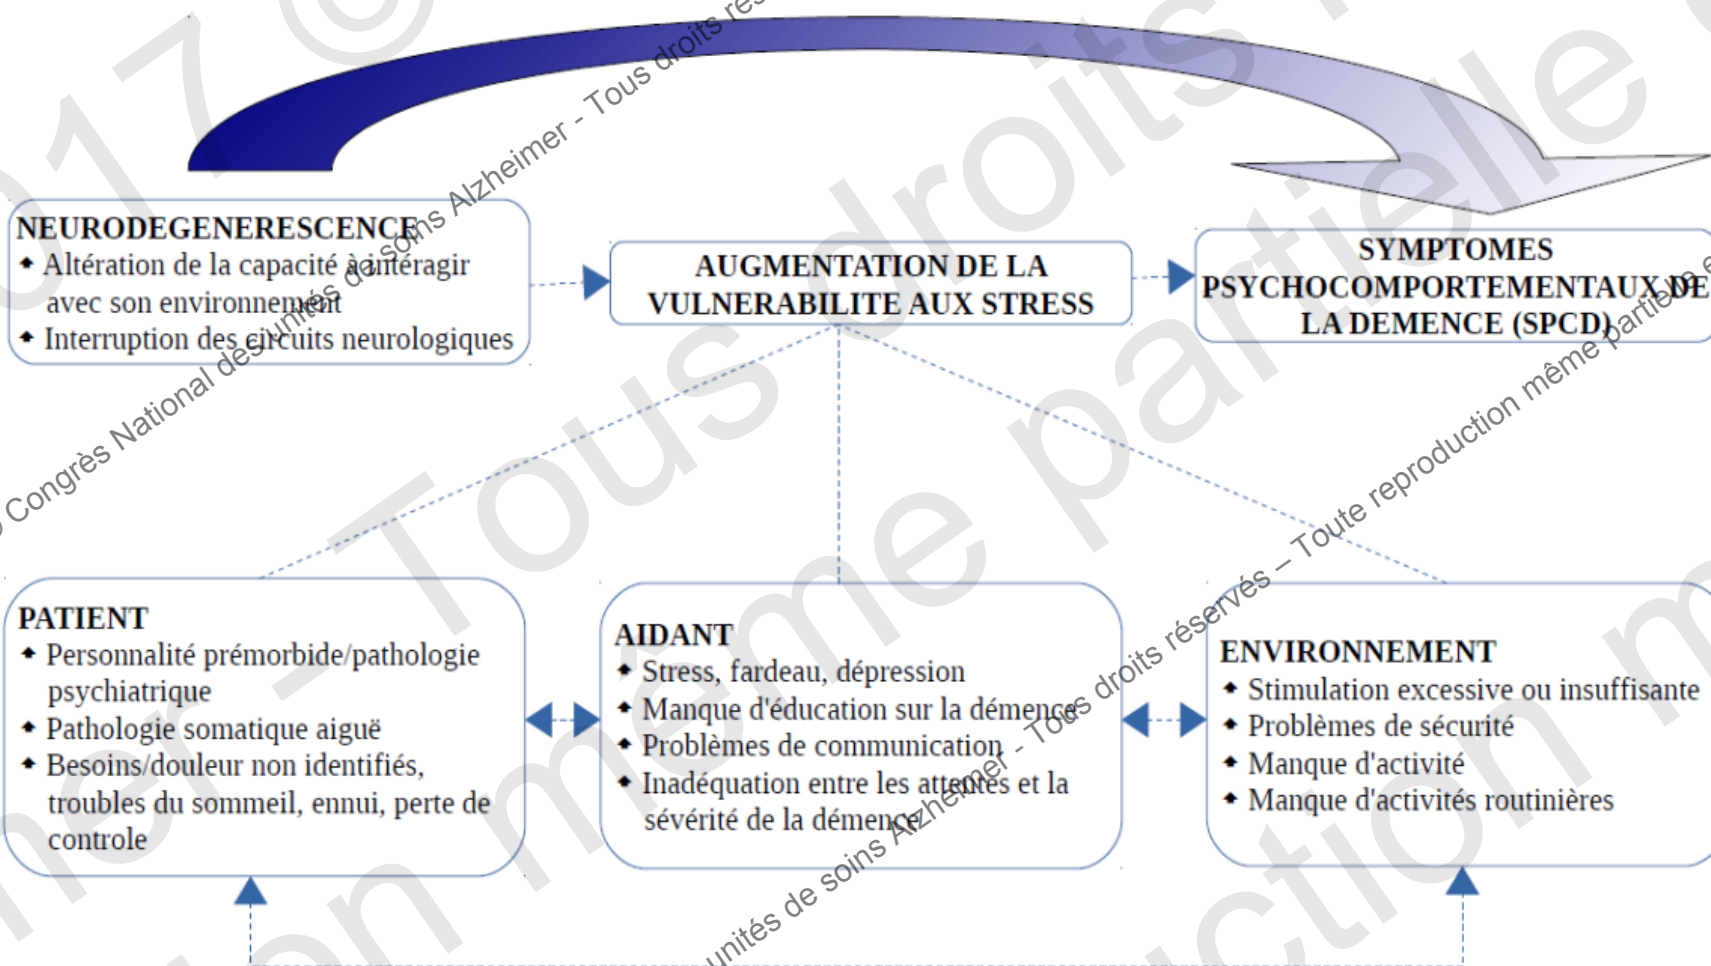 NEURODEGENERESCENCE
Altération de la capacité à intéragir
avec son environnement
Interruption des circuits neurologiques
AUGMENTATION DE LA
VULNERABILITE AUX STRESS
SYMPTOMES
PSYCHOCOMPORTEMENTAUX DE
LA DEMENCE (SPCD)
PATIENT
Personnalité prémorbide/pathologie
psychiatrique
Pathologie somatique aiguë
Besoins/douleur non identifiés,
troubles du sommeil, ennui, perte de
controle
AIDANT
Stress, fardeau, dépression
Manque d'éducation sur la démence
Problèmes de communication
Inadéquation entre les attentes et la
sévérité de la démence
ENVIRONNEMENT
Stimulation excessive ou insuffisante
Problèmes de sécurité
Manque d'activité
Manque d'activités routinières
Congrès National des unités de soins Alzheimer - Tous droits
unités de soins Alzheimer - Tous droits réservés – Toute reproduction même partielle
17 ©
- Tous droits
même partielle